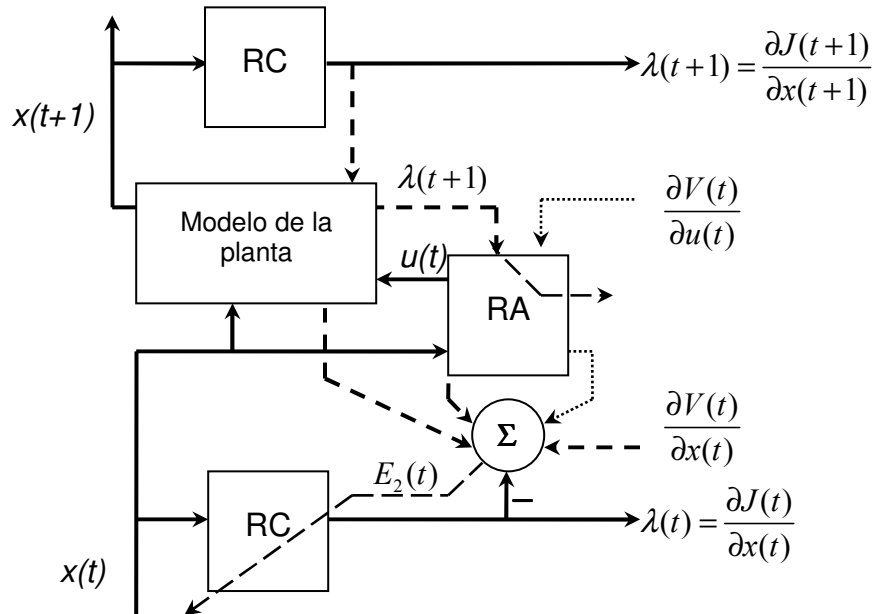 RC
λ(t+1) = ∂J(t+1) / ∂x(t+1)
x(t+1)
λ(t+1)
Modelo de la
planta
∂V(t) / ∂u(t)
u(t)
RA
∂V(t) / ∂x(t)
Σ
E₂(t)
RC
−
λ(t) = ∂J(t) / ∂x(t)
x(t)